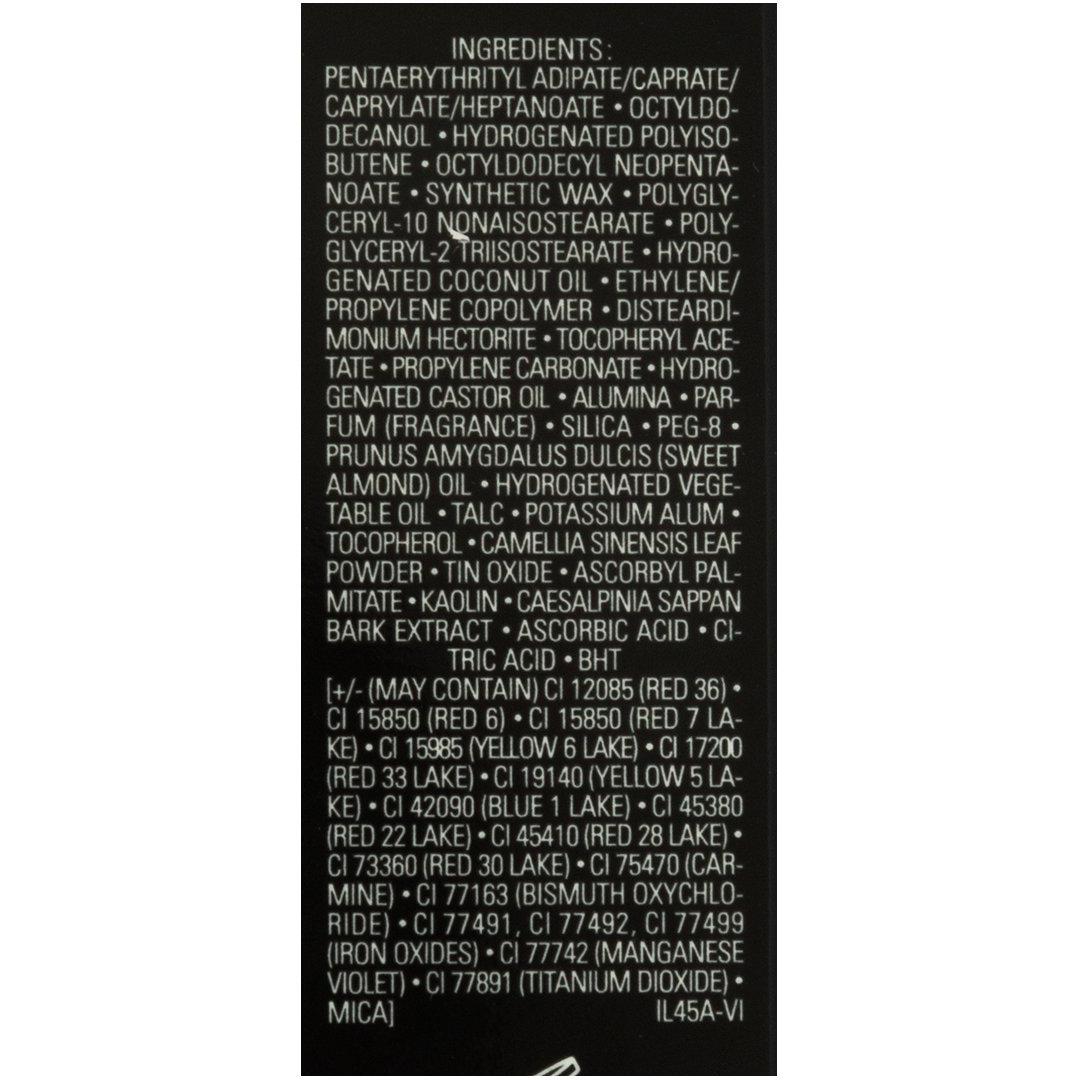 INGREDIENTS:
PENTAERYTHRITYL ADIPATE/CAPRATE/
CAPRYLATE/HEPTANOATE • OCTYLDO-
DECANOL • HYDROGENATED POLYISO-
BUTENE • OCTYLDODECYL NEOPENTA-
NOATE • SYNTHETIC WAX • POLYGLY-
CERYL-10 NONAISOSTEARATE • POLY-
GLYCERYL-2 TRIISOSTEARATE • HYDRO-
GENATED COCONUT OIL • ETHYLENE/
PROPYLENE COPOLYMER • DISTEARDI-
MONIUM HECTORITE • TOCOPHERYL ACE-
TATE • PROPYLENE CARBONATE • HYDRO-
GENATED CASTOR OIL • ALUMINA • PAR-
FUM (FRAGRANCE) • SILICA • PEG-8 •
PRUNUS AMYGDALUS DULCIS (SWEET
ALMOND) OIL • HYDROGENATED VEGE-
TABLE OIL • TALC • POTASSIUM ALUM •
TOCOPHEROL • CAMELLIA SINENSIS LEAF
POWDER • TIN OXIDE • ASCORBYL PAL-
MITATE • KAOLIN • CAESALPINIA SAPPAN
BARK EXTRACT • ASCORBIC ACID • CI-
TRIC ACID • BHT
[+/- (MAY CONTAIN) CI 12085 (RED 36) •
CI 15850 (RED 6) • CI 15850 (RED 7 LA-
KE) • CI 15985 (YELLOW 6 LAKE) • CI 17200
(RED 33 LAKE) • CI 19140 (YELLOW 5 LA-
KE) • CI 42090 (BLUE 1 LAKE) • CI 45380
(RED 22 LAKE) • CI 45410 (RED 28 LAKE) •
CI 73360 (RED 30 LAKE) • CI 75470 (CAR-
MINE) • CI 77163 (BISMUTH OXYCHLO-
RIDE) • CI 77491, CI 77492, CI 77499
(IRON OXIDES) • CI 77742 (MANGANESE
VIOLET) • CI 77891 (TITANIUM DIOXIDE) •
MICA] IL45A-VI